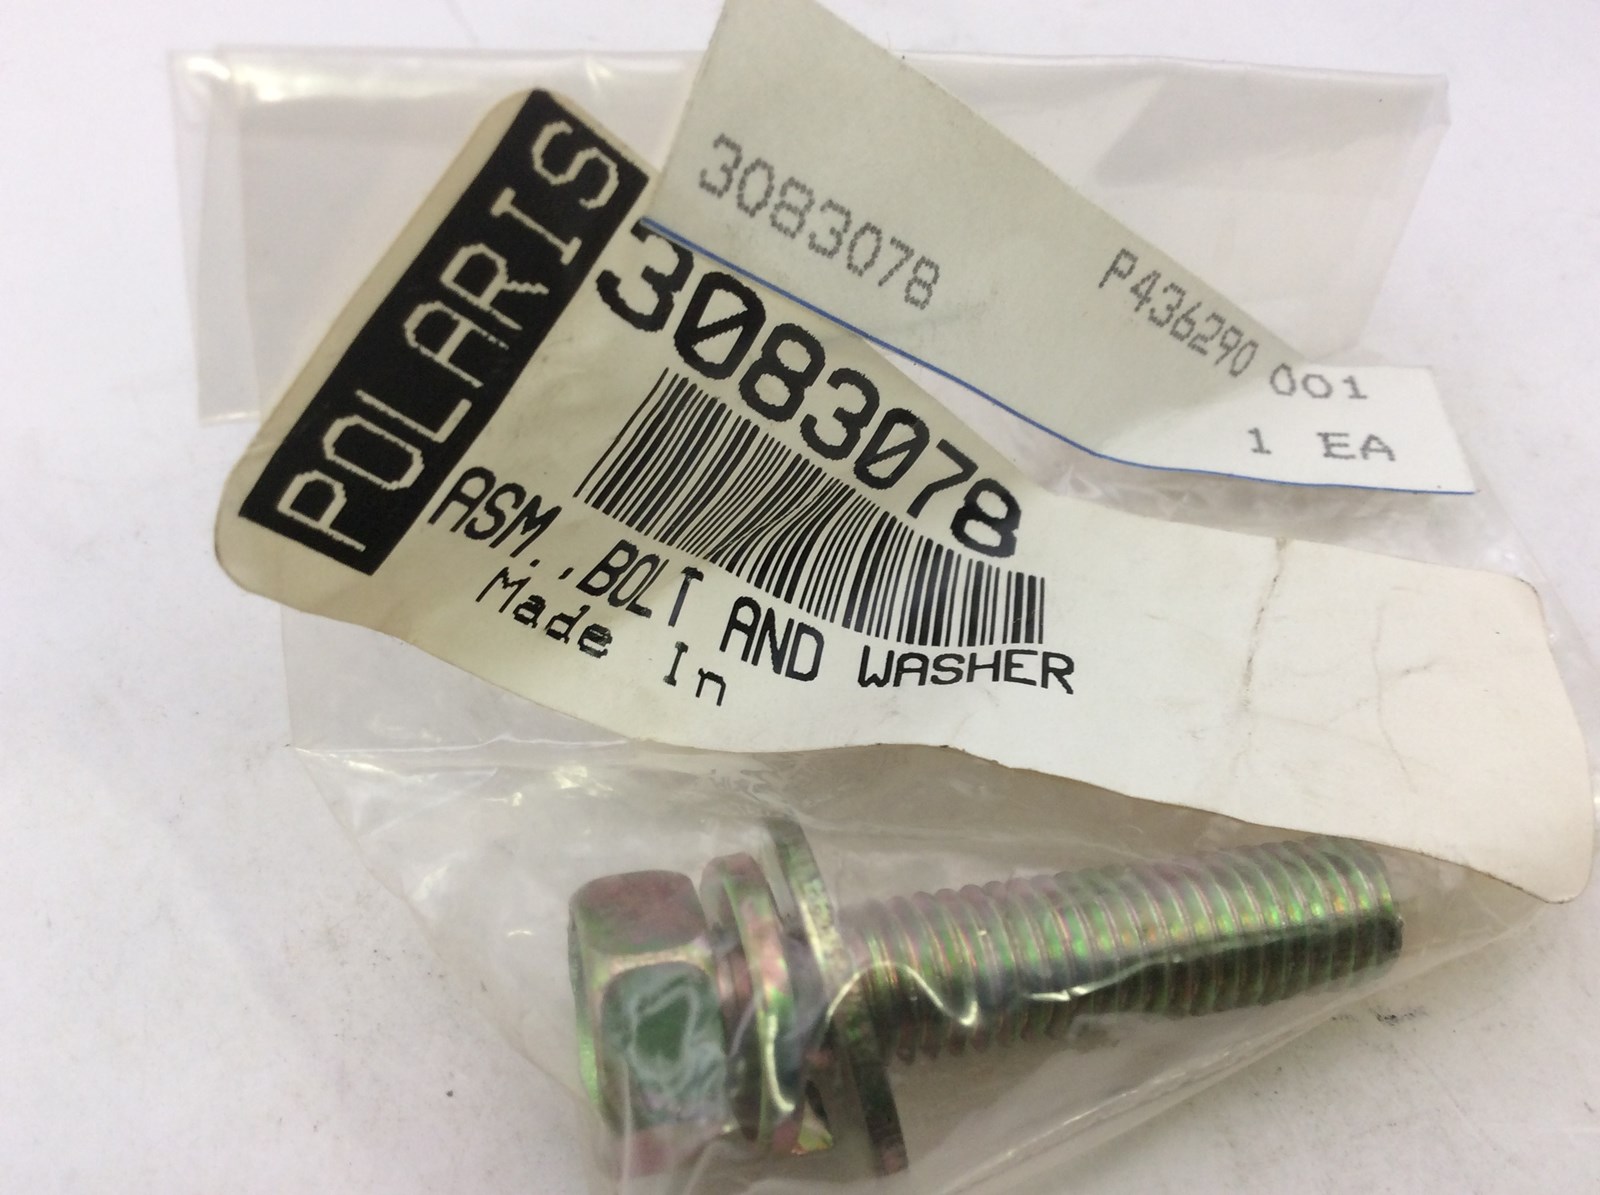 3083078
P436290 001
1 EA
POLARIS
3083078
ASM.,BOLT AND WASHER
Made In